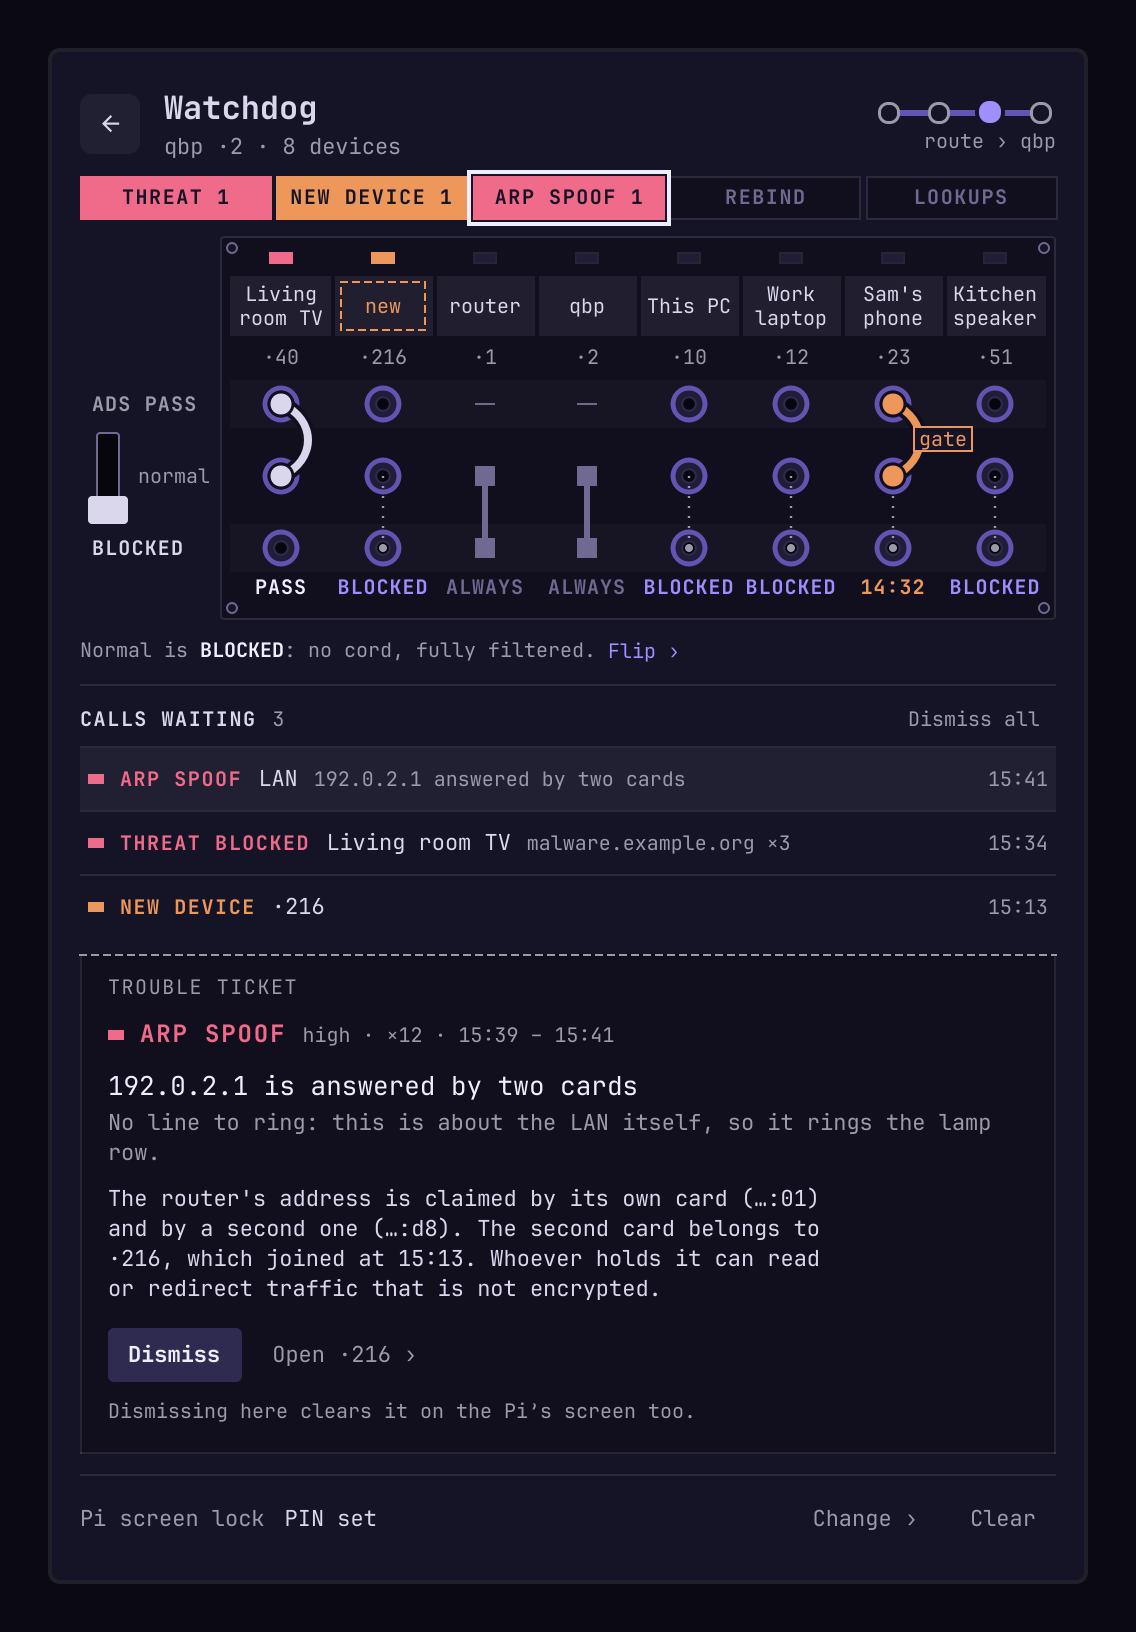 ←
Watchdog
qbp ·2 · 8 devices
route › qbp
THREAT 1
NEW DEVICE 1
ARP SPOOF 1
REBIND
LOOKUPS
Living room TV
new
router
qbp
This PC
Work laptop
Sam's phone
Kitchen speaker
·40
·216
·1
·2
·10
·12
·23
·51
ADS PASS
— —
gate
normal
BLOCKED
PASS
BLOCKED
ALWAYS
ALWAYS
BLOCKED
BLOCKED
14:32
BLOCKED
Normal is BLOCKED: no cord, fully filtered. Flip ›
CALLS WAITING 3
Dismiss all
ARP SPOOF LAN 192.0.2.1 answered by two cards 15:41
THREAT BLOCKED Living room TV malware.example.org ×3 15:34
NEW DEVICE ·216 15:13
TROUBLE TICKET
ARP SPOOF high · ×12 · 15:39 – 15:41
192.0.2.1 is answered by two cards
No line to ring: this is about the LAN itself, so it rings the lamp
row.
The router's address is claimed by its own card (…:01)
and by a second one (…:d8). The second card belongs to
·216, which joined at 15:13. Whoever holds it can read
or redirect traffic that is not encrypted.
Dismiss
Open ·216 ›
Dismissing here clears it on the Pi’s screen too.
Pi screen lock PIN set
Change ›
Clear